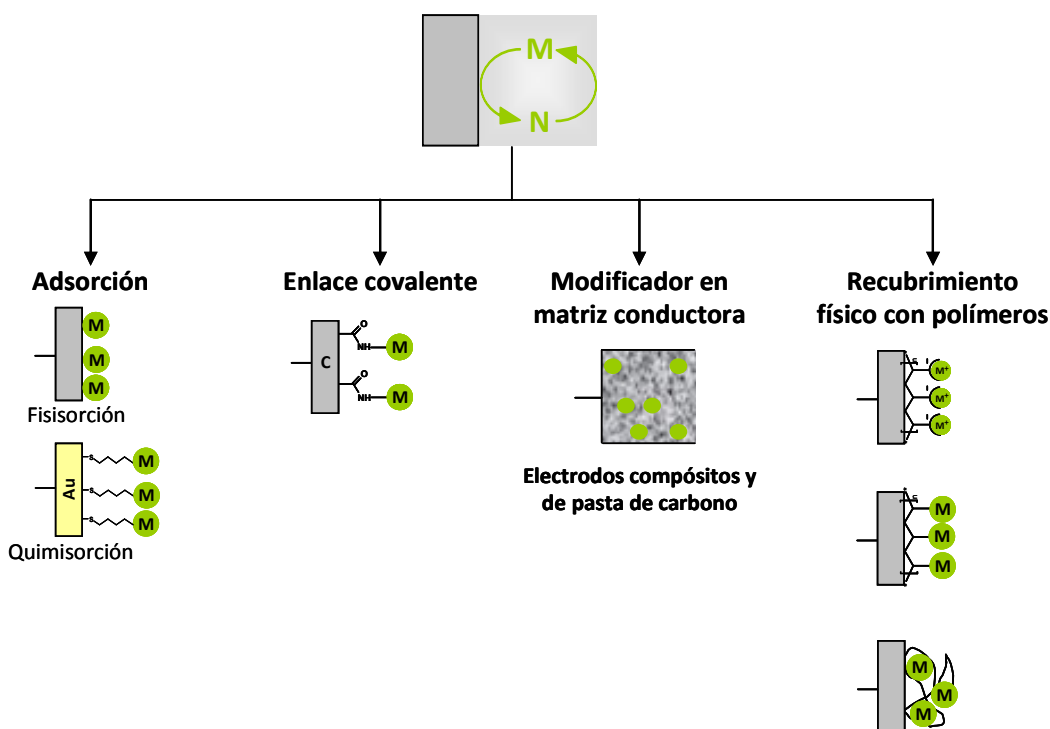 M
N
Adsorción
M
M
M
Fisisorción
Au
S
M
S
M
S
M
Quimisorción
Enlace covalente
C
O
NH
M
O
NH
M
Modificador en
matriz conductora
Electrodos compósitos y
de pasta de carbono
Recubrimiento
físico con polímeros
M+
M+
M+
M
M
M
M
M
M